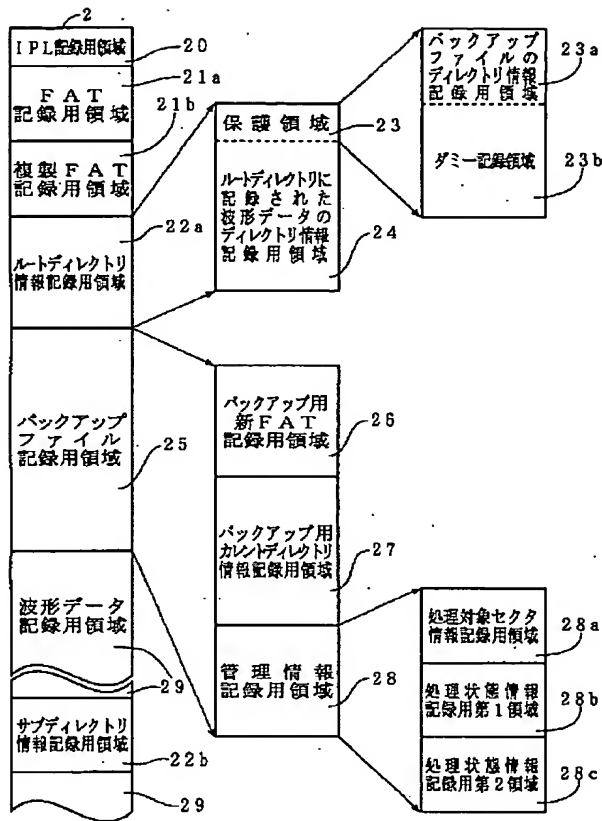 2
IPL記録用領域
20
21a
FAT
記録用領域
21b
複製FAT
記録用領域
22a
ルートディレクトリ
情報記録用領域
バックアップ
ファイル
記録用領域
25
波形データ
記録用領域
29
サブディレクトリ
情報記録用領域
22b
29
保護領域
23
ルートディレクトリに
記録された
波形データの
ディレクトリ情報
記録用領域
24
バックアップ
ファイルの
ディレクトリ情報
記録用領域
23a
ダミー記録領域
23b
バックアップ用
新FAT
記録用領域
26
バックアップ用
カレントディレクトリ
情報記録用領域
27
管理情報
記録用領域
28
処理対象セクタ
情報記録用領域
28a
処理状態情報
記録用第1領域
28b
処理状態情報
記録用第2領域
28c